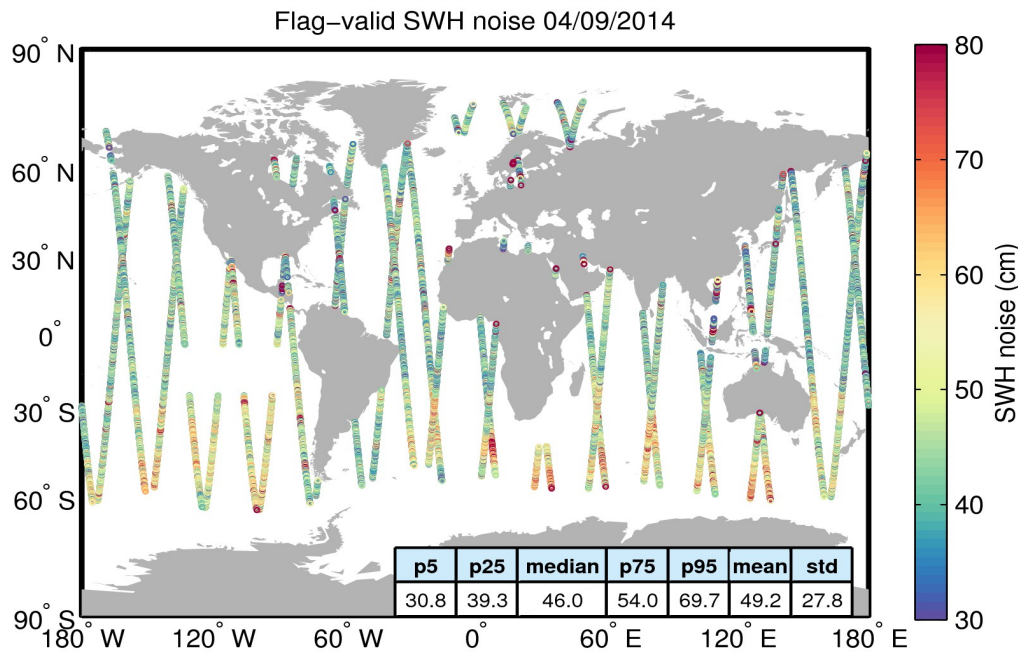 Flag−valid SWH noise 04/09/2014
90° N
60° N
30° N
0°
30° S
60° S
90° S
180° W 120° W 60° W 0° 60° E 120° E 180° E
p5 p25 median p75 p95 mean std
30.8 39.3 46.0 54.0 69.7 49.2 27.8
80
70
60
50
40
30
SWH noise (cm)